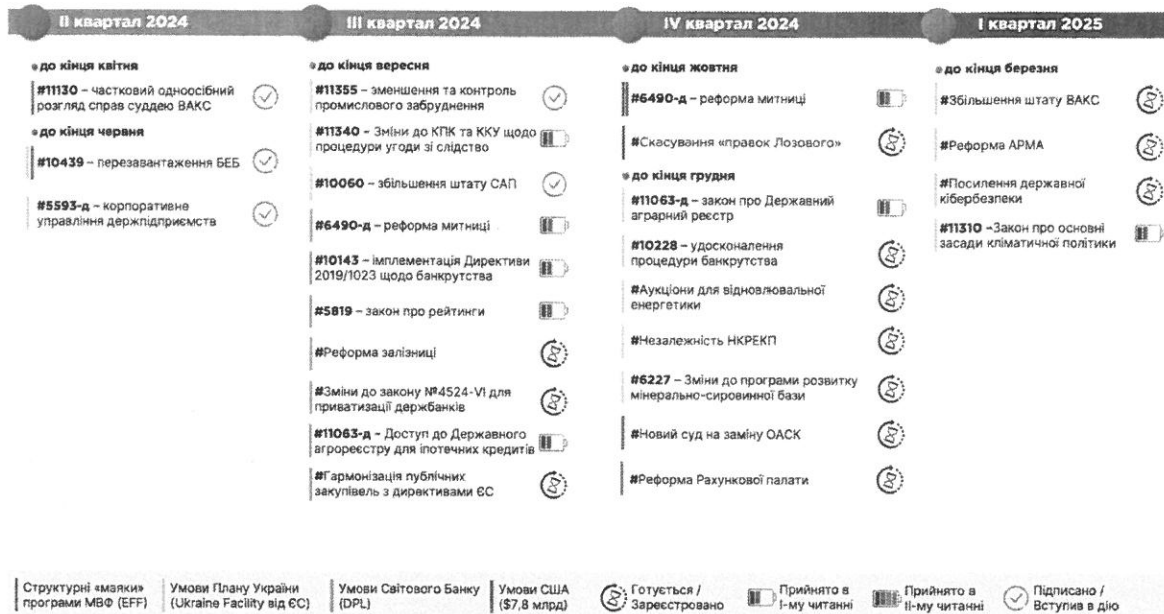 II квартал 2024
до кінця квітня
#11130 – частковий одноосібний
розгляд справ суддею ВАКС
до кінця червня
#10439 – перезавантаження БЕБ
#5593-д – корпоративне
управління держпідприємств
III квартал 2024
до кінця вересня
#11355 – зменшення та контроль
промислового забруднення
#11340 – Зміни до КПК та ККУ щодо
процедури угоди зі слідство
#10060 – збільшення штату САП
#6490-д – реформа митниці
#10143 – імплементація Директиви
2019/1023 щодо банкрутства
#5819 – закон про рейтинги
#Реформа залізниці
#Зміни до закону №4524-VI для
приватизації держбанків
#11063-д – Доступ до Державного
агрореєстру для іпотечних кредитів
#Гармонізація публічних
закупівель з директивами ЄС
IV квартал 2024
до кінця жовтня
#6490-д – реформа митниці
#Скасування «правок Лозового»
до кінця грудня
#11063-д – закон про Державний
аграрний реєстр
#10228 – удосконалення
процедури банкрутства
#Аукціони для відновлювальної
енергетики
#Незалежність НКРЕКП
#6227 – Зміни до програми розвитку
мінерально-сировинної бази
#Новий суд на заміну ОАСК
#Реформа Рахункової палати
I квартал 2025
до кінця березня
#Збільшення штату ВАКС
#Реформа АРМА
#Посилення державної
кібербезпеки
#11310 –Закон про основні
засади кліматичної політики
Структурні «маяки»
програми МВФ (EFF)
Умови Плану України
(Ukraine Facility від ЄС)
Умови Світового Банку
(DPL)
Умови США
($7,8 млрд)
Готується /
Зареєстровано
Прийнято в
І-му читанні
Прийнято в
ІІ-му читанні
Підписано /
Вступив в дію